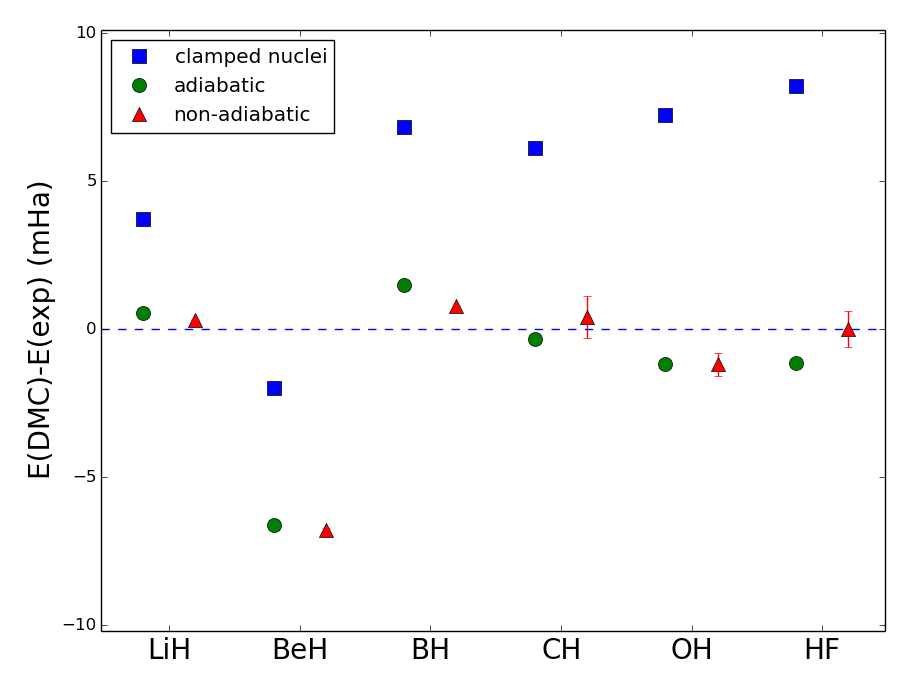 10
clamped nuclei
adiabatic
non-adiabatic
5
0
−5
−10
E(DMC)-E(exp) (mHa)
LiH BeH BH CH OH HF